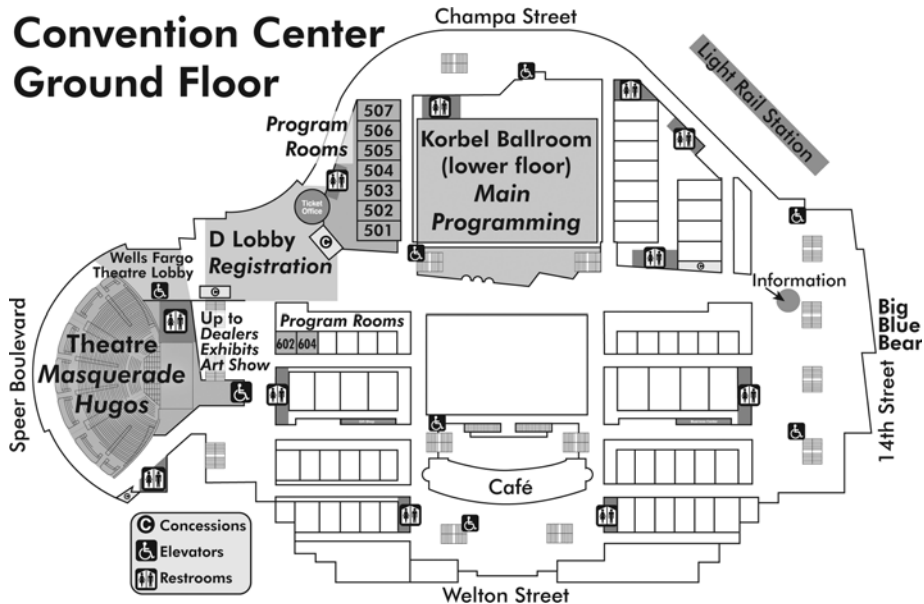 Convention Center
Ground Floor
Champa Street
Light Rail Station
Program
Rooms
507
506
505
504
503
502
501
Korbel Ballroom
(lower floor)
Main
Programming
Ticket
Office
C
D Lobby
Registration
Wells Fargo
Theatre Lobby
C
C
Information
Big
Blue
Bear
Up to
Dealers
Exhibits
Art Show
Program Rooms
602 604
Theatre
Masquerade
Hugos
Speer Boulevard
14th Street
Café
C
C Concessions
Elevators
Restrooms
Welton Street